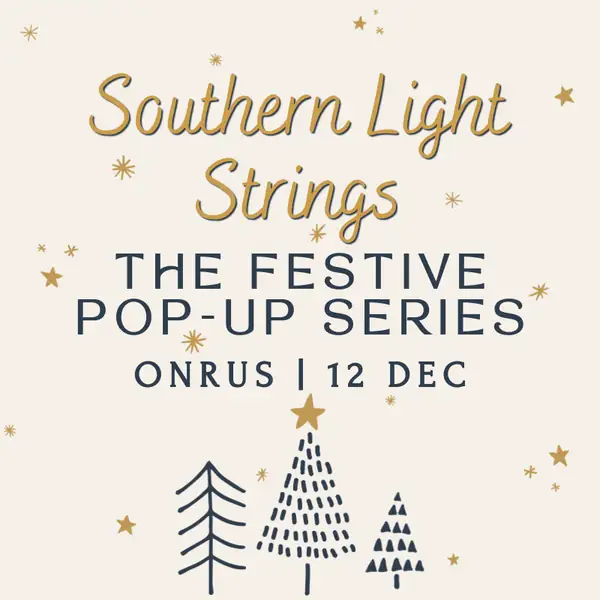 Southern Light
Strings
THE FESTIVE
POP-UP SERIES
ONRUS | 12 DEC